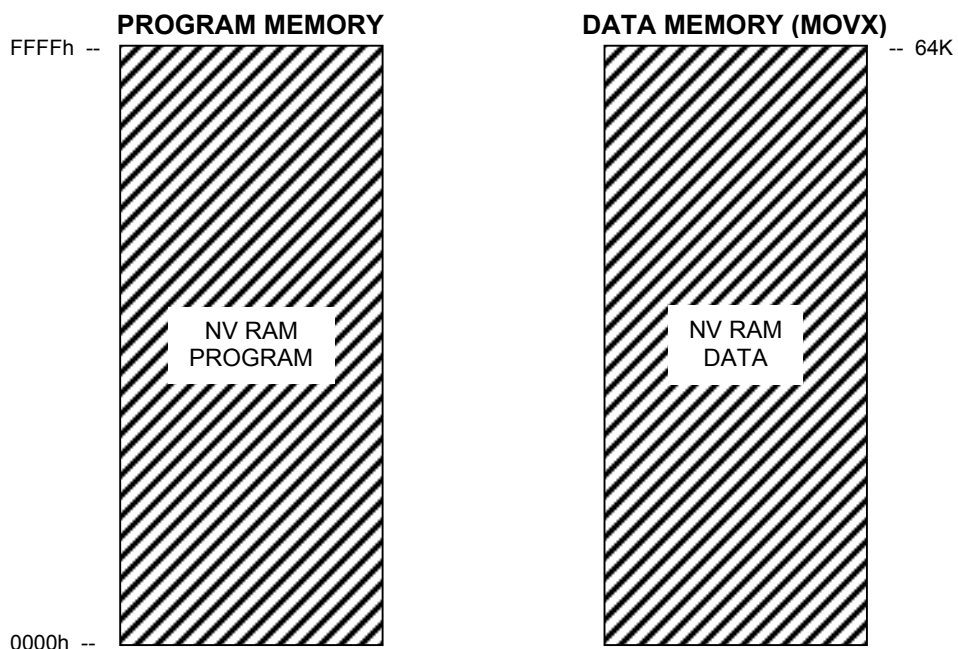 PROGRAM MEMORY
DATA MEMORY (MOVX)
FFFFh --
-- 64K
NV RAM
PROGRAM
NV RAM
DATA
0000h --